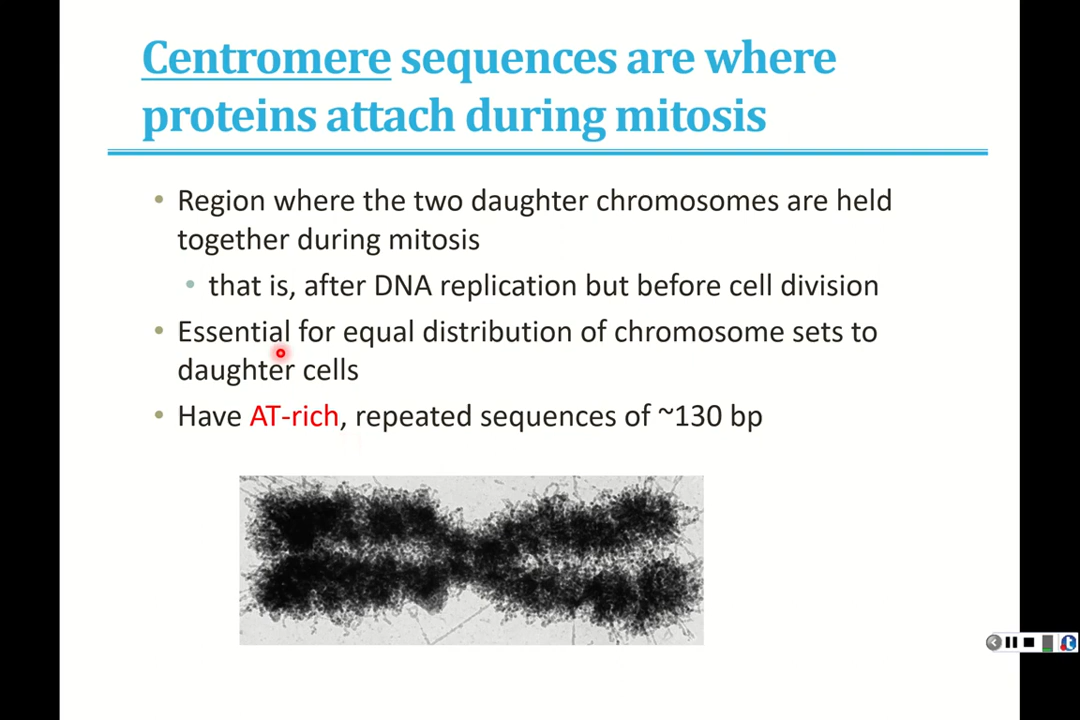 Centromere sequences are where
proteins attach during mitosis
• Region where the two daughter chromosomes are held
together during mitosis
• that is, after DNA replication but before cell division
• Essential for equal distribution of chromosome sets to
daughter cells
• Have AT-rich, repeated sequences of ~130 bp
t